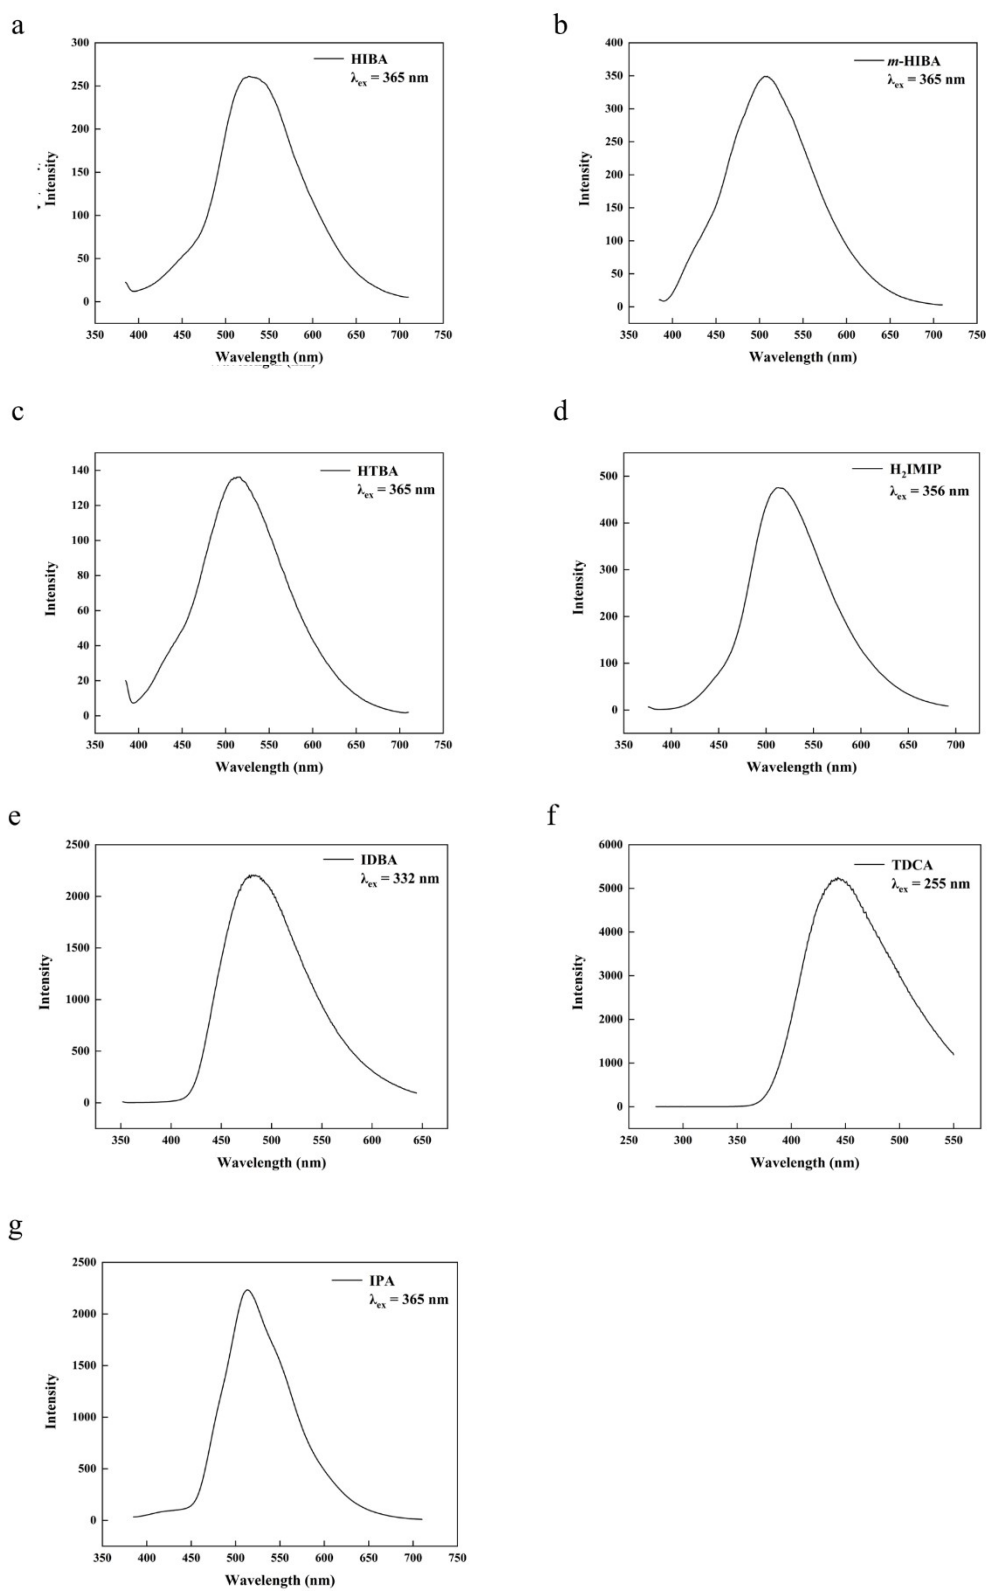 a
HIBA
λex = 365 nm
300
250
200
150
100
50
0
Intensity
350 400 450 500 550 600 650 700 750
Wavelength (nm)
b
m-HIBA
λex = 365 nm
400
350
300
250
200
150
100
50
0
Intensity
350 400 450 500 550 600 650 700 750
Wavelength (nm)
c
HTBA
λex = 365 nm
140
120
100
80
60
40
20
0
Intensity
350 400 450 500 550 600 650 700 750
Wavelength (nm)
d
H₂IMIP
λex = 356 nm
500
400
300
200
100
0
Intensity
350 400 450 500 550 600 650 700
Wavelength (nm)
e
IDBA
λex = 332 nm
2500
2000
1500
1000
500
0
Intensity
350 400 450 500 550 600 650
Wavelength (nm)
f
TDCA
λex = 255 nm
6000
5000
4000
3000
2000
1000
0
Intensity
250 300 350 400 450 500 550
Wavelength (nm)
g
IPA
λex = 365 nm
2500
2000
1500
1000
500
0
Intensity
350 400 450 500 550 600 650 700 750
Wavelength (nm)